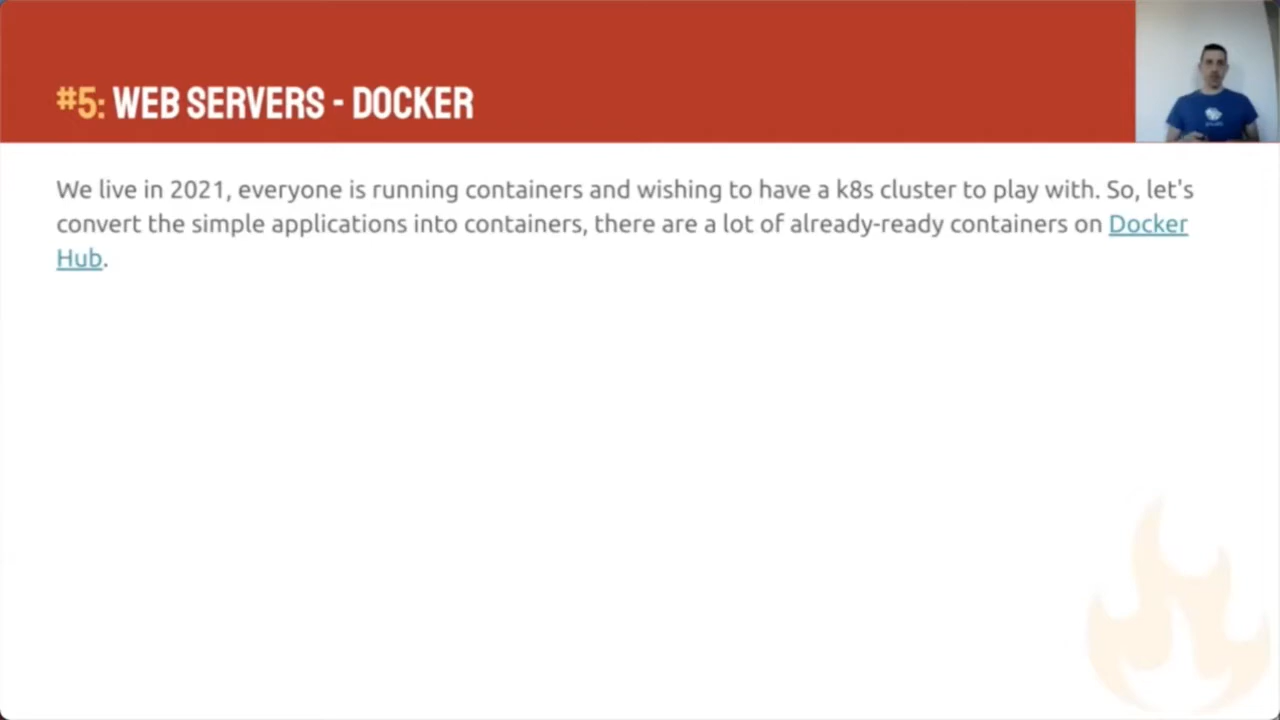 #5: WEB SERVERS - DOCKER
We live in 2021, everyone is running containers and wishing to have a k8s cluster to play with. So, let's
convert the simple applications into containers, there are a lot of already-ready containers on Docker
Hub.